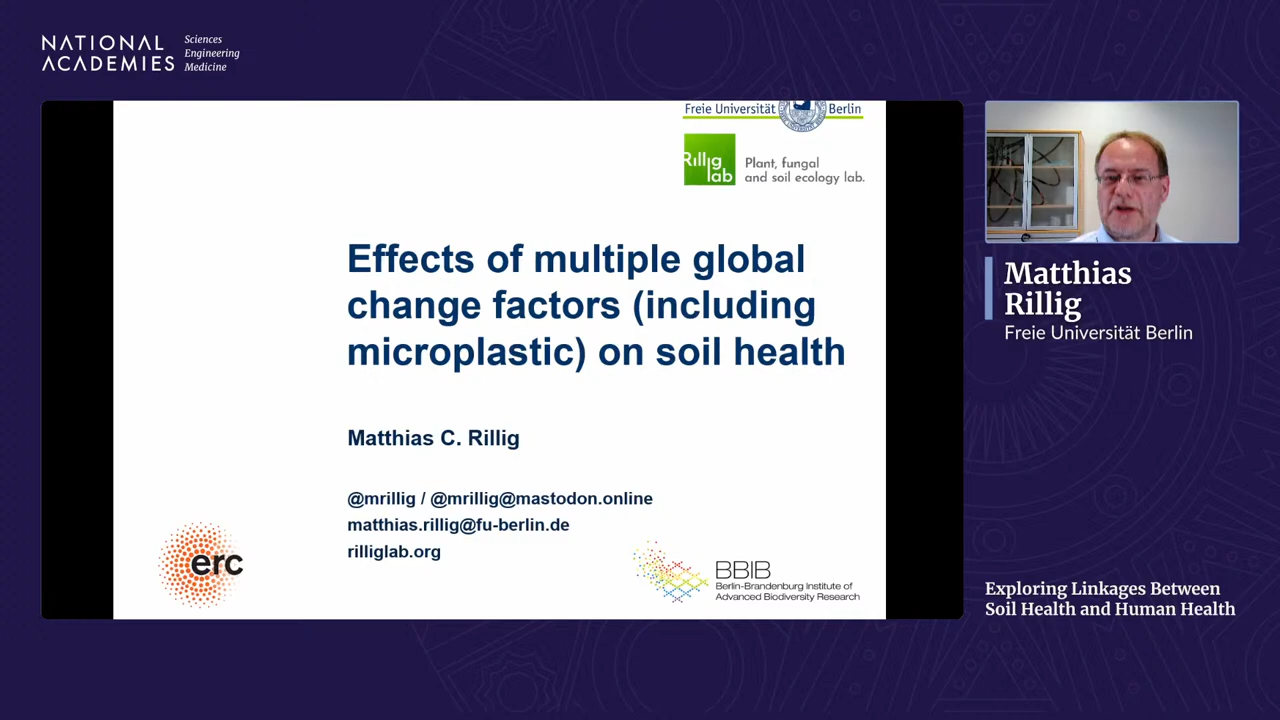 NATIONAL
ACADEMIES
Sciences
Engineering
Medicine
Freie Universität Berlin
Rillig
lab
Plant, fungal
and soil ecology lab.
Effects of multiple global
change factors (including
microplastic) on soil health
Matthias C. Rillig
@mrillig / @mrillig@mastodon.online
matthias.rillig@fu-berlin.de
rilliglab.org
erc
BBIB
Berlin-Brandenburg Institute of
Advanced Biodiversity Research
Matthias
Rillig
Freie Universität Berlin
Exploring Linkages Between
Soil Health and Human Health